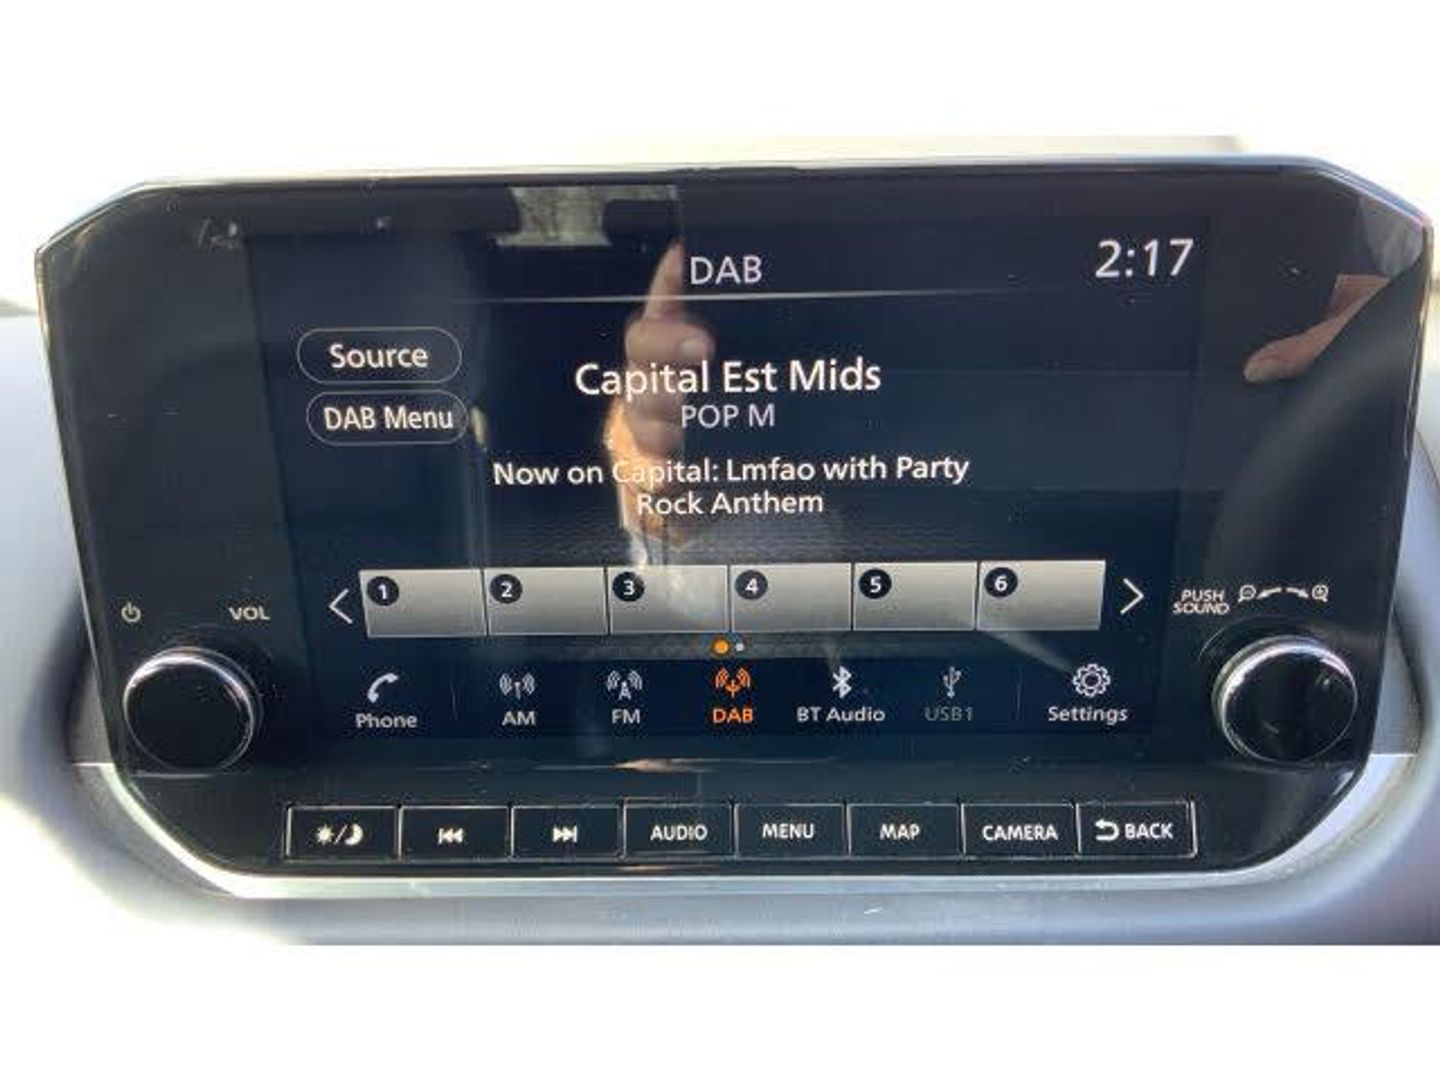 DAB
2:17
Source
Capital Est Mids
DAB Menu
POP M
Now on Capital: Lmfao with Party
Rock Anthem
1 2 3 4 5 6
VOL
PUSH
SOUND
Phone
AM
FM
DAB
BT Audio
USB1
Settings
AUDIO
MENU
MAP
CAMERA
BACK